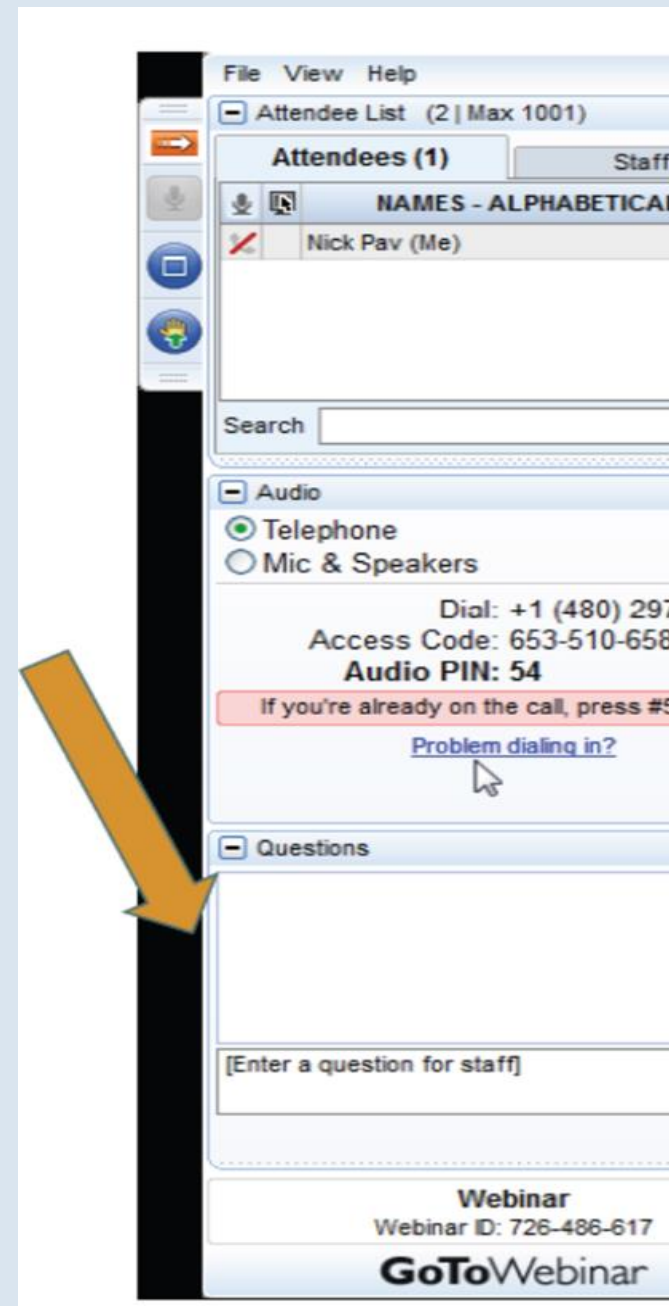 File View Help
Attendee List (2 | Max 1001)
Attendees (1) Staff
NAMES - ALPHABETICAL
Nick Pav (Me)
Search
Audio
Telephone
Mic & Speakers
Dial: +1 (480) 297
Access Code: 653-510-658
Audio PIN: 54
If you're already on the call, press #5
Problem dialing in?
Questions
[Enter a question for staff]
Webinar
Webinar ID: 726-486-617
GoToWebinar